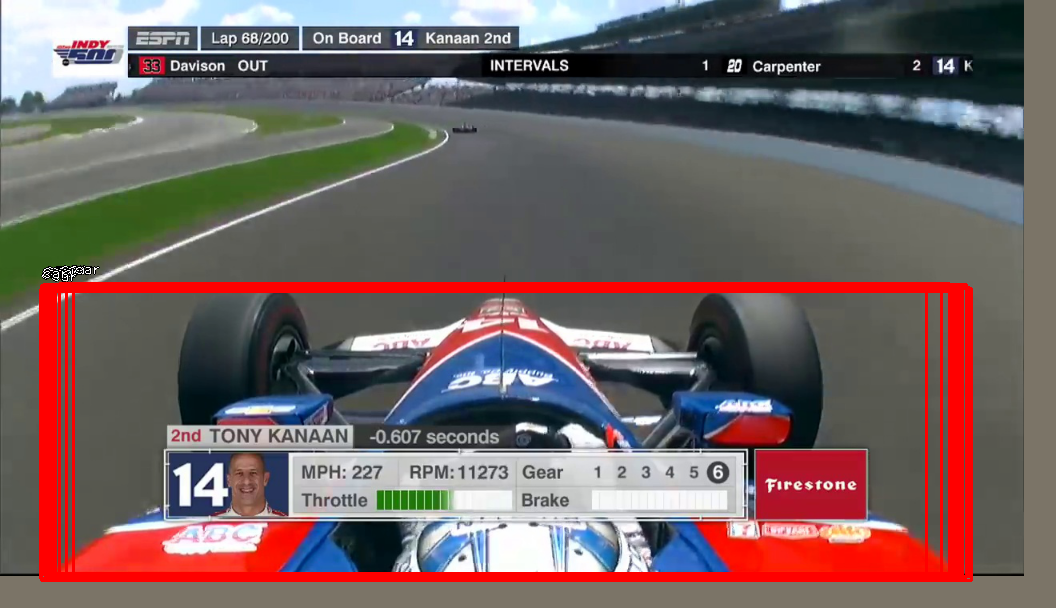 the INDY 500
ESPN Lap 68/200 On Board 14 Kanaan 2nd
33 Davison OUT INTERVALS 1 20 Carpenter 2 14 K
ABC
2nd TONY KANAAN -0.607 seconds
14 MPH: 227 RPM: 11273 Gear 1 2 3 4 5 6
Throttle Brake
Firestone
ABC